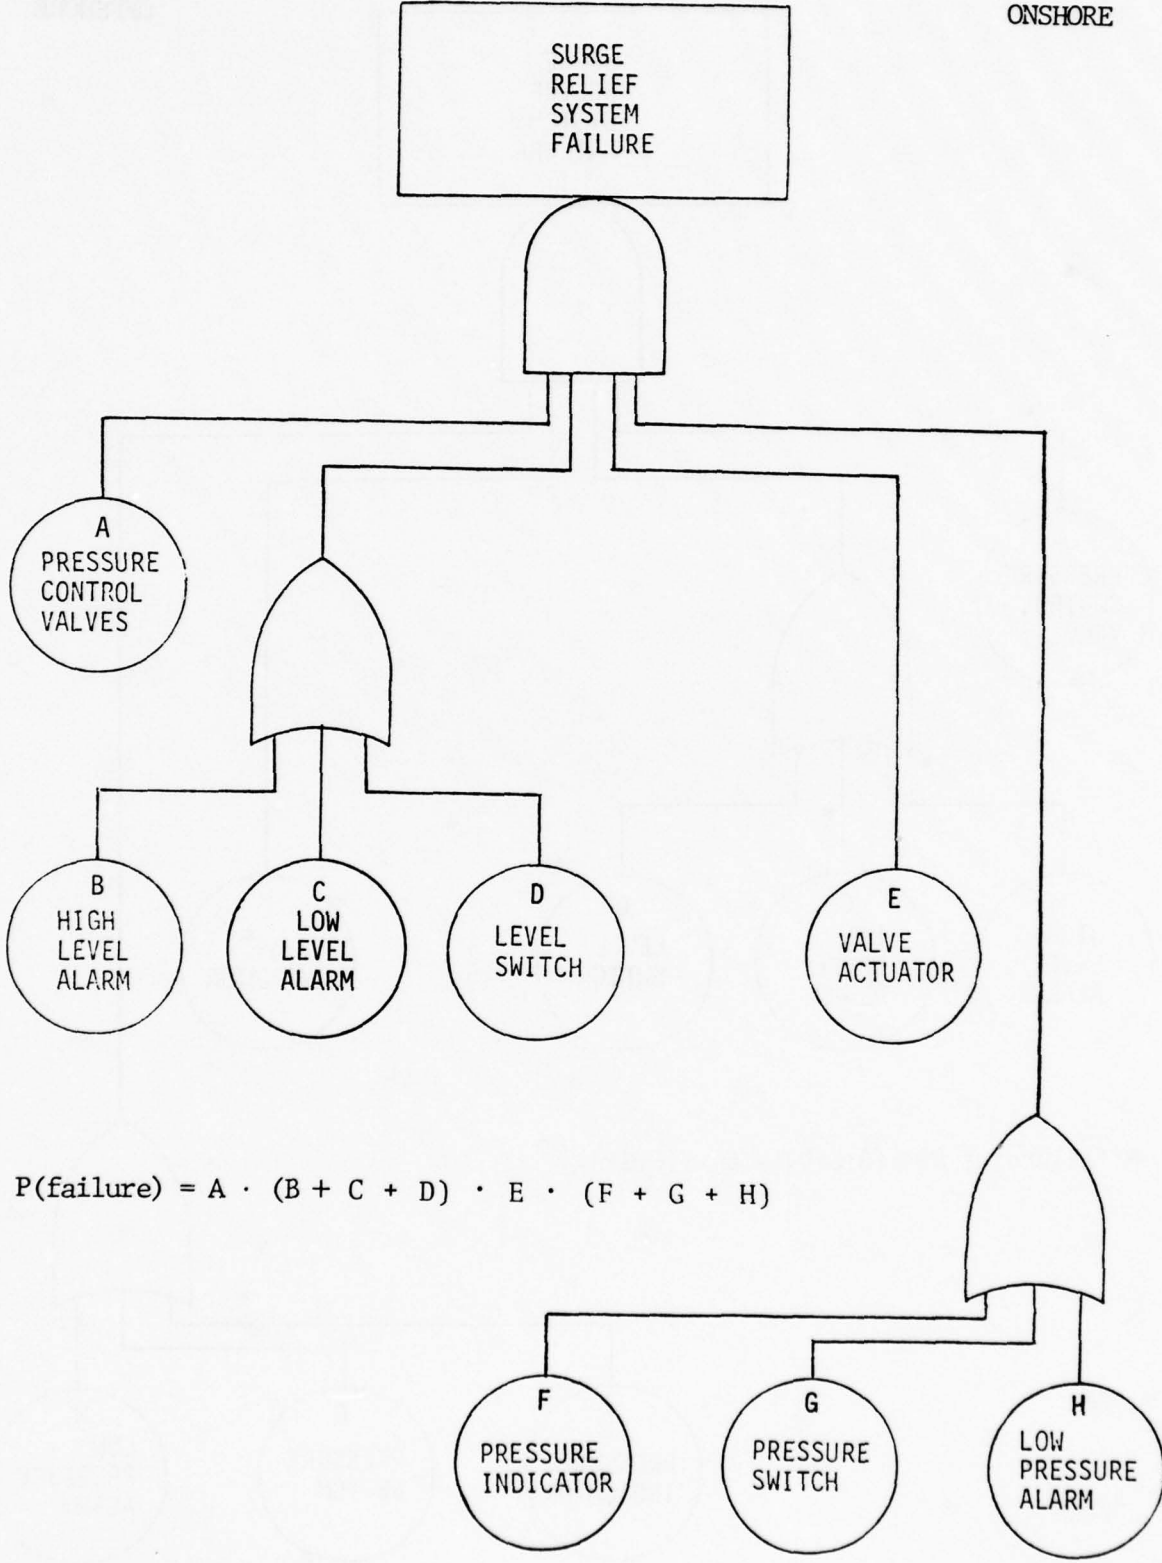 ONSHORE
SURGE
RELIEF
SYSTEM
FAILURE
A
PRESSURE
CONTROL
VALVES
B
HIGH
LEVEL
ALARM
C
LOW
LEVEL
ALARM
D
LEVEL
SWITCH
E
VALVE
ACTUATOR
P(failure) = A · (B + C + D) · E · (F + G + H)
F
PRESSURE
INDICATOR
G
PRESSURE
SWITCH
H
LOW
PRESSURE
ALARM